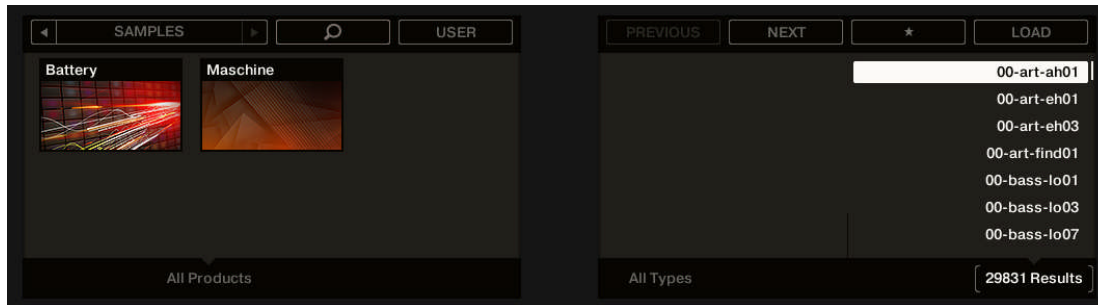 SAMPLES
USER
PREVIOUS
NEXT
LOAD
Battery
Maschine
00-art-ah01
00-art-eh01
00-art-eh03
00-art-find01
00-bass-lo01
00-bass-lo03
00-bass-lo07
All Products
All Types
29831 Results